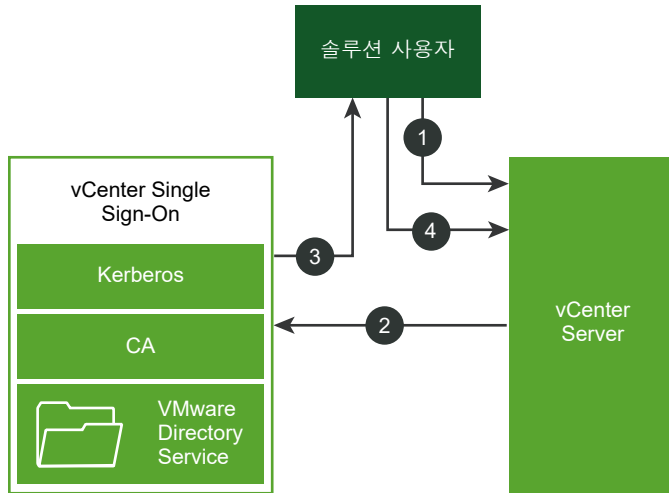 솔루션 사용자
1
vCenter Single
Sign-On
4
3
Kerberos
vCenter
Server
2
CA
VMware
Directory
Service